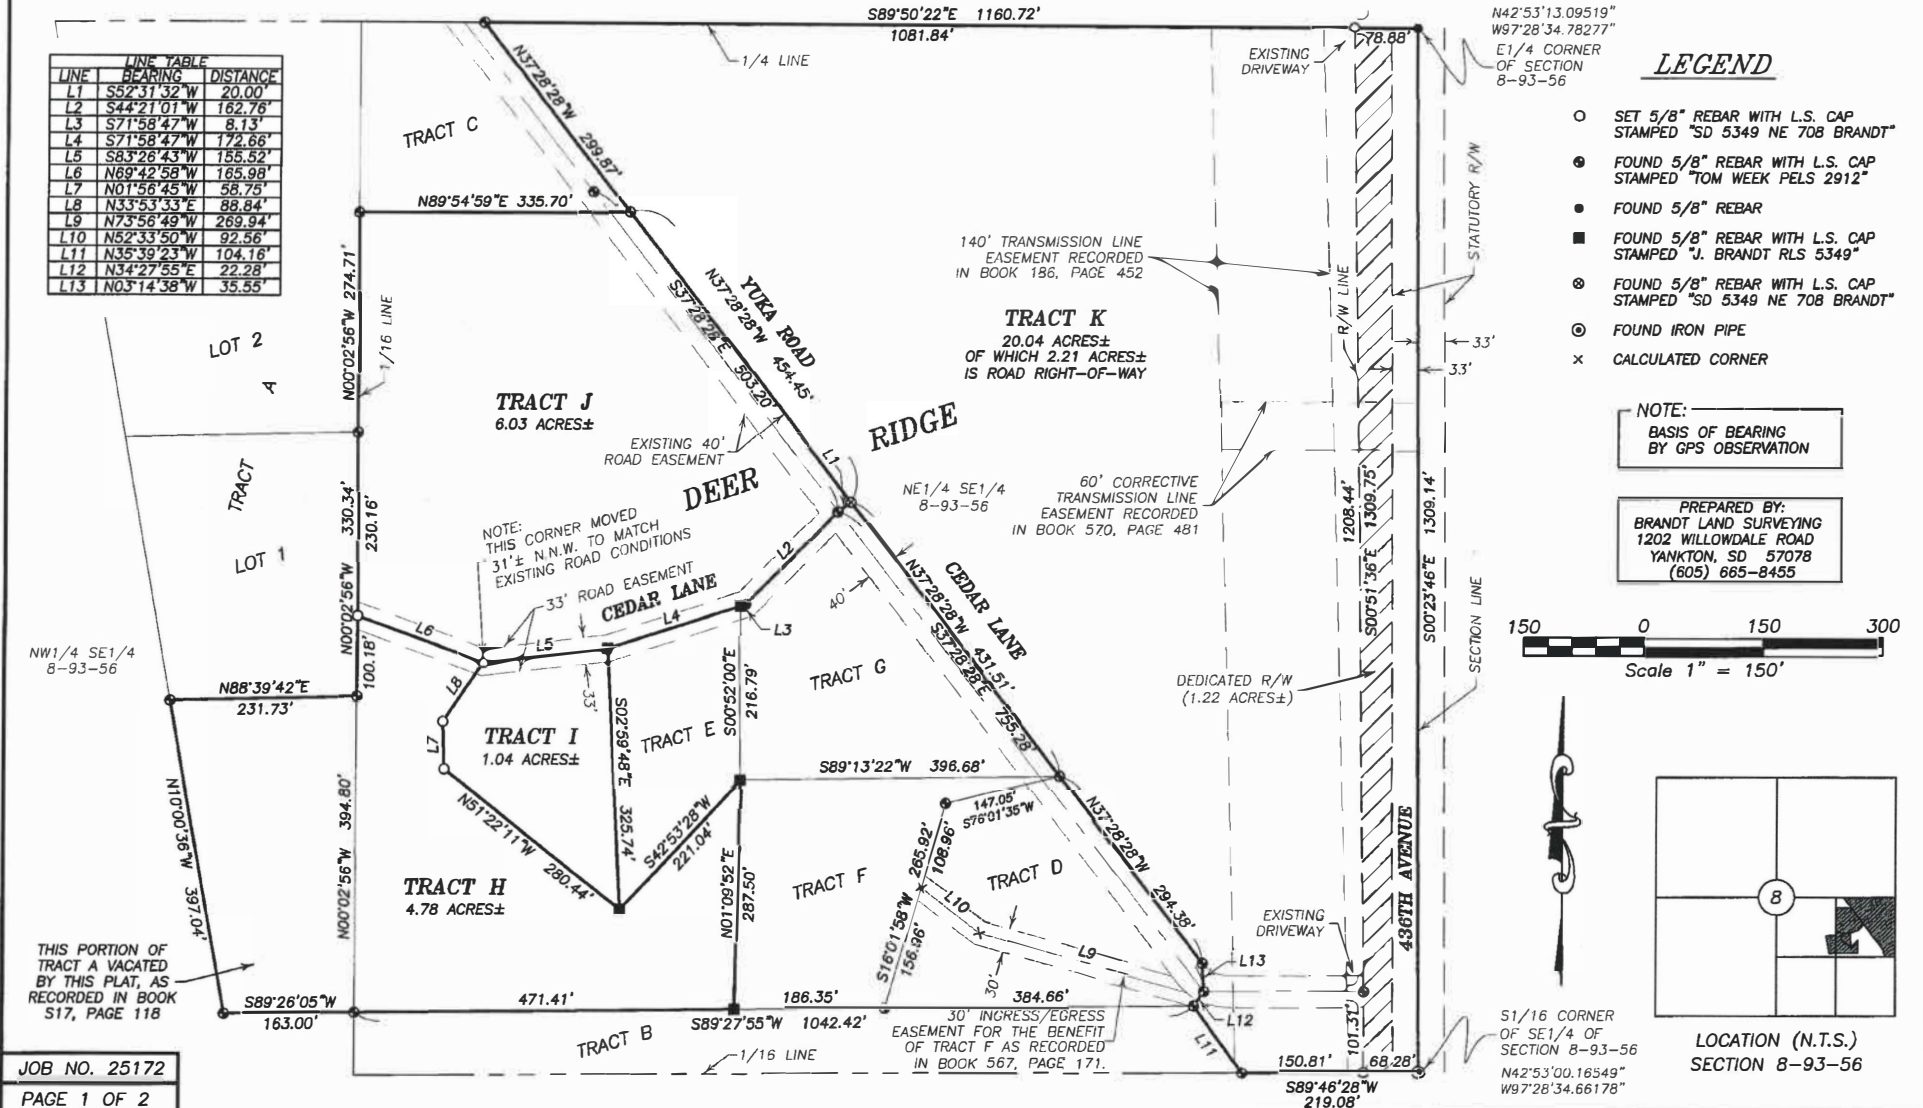 S89°50'22"E 1160.72'
1081.84'
78.88'
N42°53'13.09519"
W97°28'34.78277"
E1/4 CORNER
OF SECTION
8-93-56
EXISTING
DRIVEWAY
1/4 LINE
LINE TABLE
LINE BEARING DISTANCE
L1 S52°31'32"W 20.00'
L2 S44°21'01"W 162.76'
L3 S71°58'47"W 8.13'
L4 S71°58'47"W 172.66'
L5 S83°26'43"W 155.52'
L6 N69°42'58"W 165.98'
L7 N01°56'45"W 58.75'
L8 N33°53'33"E 88.84'
L9 N73°56'49"W 269.94'
L10 N52°33'50"W 92.56'
L11 N35°39'23"W 104.16'
L12 N34°27'55"E 22.28'
L13 N03°14'38"W 35.55'
LEGEND
SET 5/8" REBAR WITH L.S. CAP
STAMPED "SD 5349 NE 708 BRANDT"
FOUND 5/8" REBAR WITH L.S. CAP
STAMPED "TOM WEEK PELS 2912"
FOUND 5/8" REBAR
FOUND 5/8" REBAR WITH L.S. CAP
STAMPED "J. BRANDT RLS 5349"
FOUND 5/8" REBAR WITH L.S. CAP
STAMPED "SD 5349 NE 708 BRANDT"
FOUND IRON PIPE
CALCULATED CORNER
NOTE:
BASIS OF BEARING
BY GPS OBSERVATION
PREPARED BY:
BRANDT LAND SURVEYING
1202 WILLOWDALE ROAD
YANKTON, SD 57078
(605) 665-8455
150 0 150 300
Scale 1" = 150'
TRACT C
N37°28'28"W 299.87'
N89°54'59"E 335.70'
N00°02'56"W 274.71'
1/16 LINE
LOT 2
A
TRACT
LOT 1
TRACT J
6.03 ACRES±
YUKA ROAD
N37°28'28"W 454.45'
S37°28'28"E 503.20'
EXISTING 40'
ROAD EASEMENT
DEER
RIDGE
L1
140' TRANSMISSION LINE
EASEMENT RECORDED
IN BOOK 186, PAGE 452
TRACT K
20.04 ACRES±
OF WHICH 2.21 ACRES±
IS ROAD RIGHT-OF-WAY
R/W LINE
STATUTORY R/W
33'
33'
NE1/4 SE1/4
8-93-56
60' CORRECTIVE
TRANSMISSION LINE
EASEMENT RECORDED
IN BOOK 570, PAGE 481
1208.44'
S00°51'36"E 1309.75'
S00°23'46"E 1309.14'
SECTION LINE
330.34'
230.16'
N00°02'56"W
100.18'
NOTE:
THIS CORNER MOVED
31'± N.N.W. TO MATCH
EXISTING ROAD CONDITIONS
33' ROAD EASEMENT
CEDAR LANE
L2
L3
L4
L5
L6
L7
L8
33'
40'
CEDAR LANE
N37°28'28"W 431.51'
S37°28'28"E 755.28'
NW1/4 SE1/4
8-93-56
N88°39'42"E
231.73'
TRACT I
1.04 ACRES±
S02°59'48"E 325.74'
TRACT E
S00°52'00"E
216.79'
TRACT G
DEDICATED R/W
(1.22 ACRES±)
S89°13'22"W 396.68'
N51°22'11"W 280.44'
S42°53'28"W
221.04'
N10°00'36"W 397.04'
N00°02'56"W 394.80'
TRACT H
4.78 ACRES±
N01°09'52"E
287.50'
TRACT F
147.05'
S76°01'35"W
265.92'
108.96'
S16°01'58"W
156.96'
TRACT D
N37°28'28"W 294.38'
L10
L9
30'
L13
L12
L11
EXISTING
DRIVEWAY
436TH AVENUE
8
THIS PORTION OF
TRACT A VACATED
BY THIS PLAT, AS
RECORDED IN BOOK
S17, PAGE 118
S89°26'05"W
163.00'
471.41'
186.35'
384.66'
S89°27'55"W 1042.42'
TRACT B
1/16 LINE
30' INGRESS/EGRESS
EASEMENT FOR THE BENEFIT
OF TRACT F AS RECORDED
IN BOOK 567, PAGE 171.
101.31'
150.81'
68.28'
S89°46'28"W
219.08'
S1/16 CORNER
OF SE1/4 OF
SECTION 8-93-56
N42°53'00.16549"
W97°28'34.66178"
LOCATION (N.T.S.)
SECTION 8-93-56
JOB NO. 25172
PAGE 1 OF 2